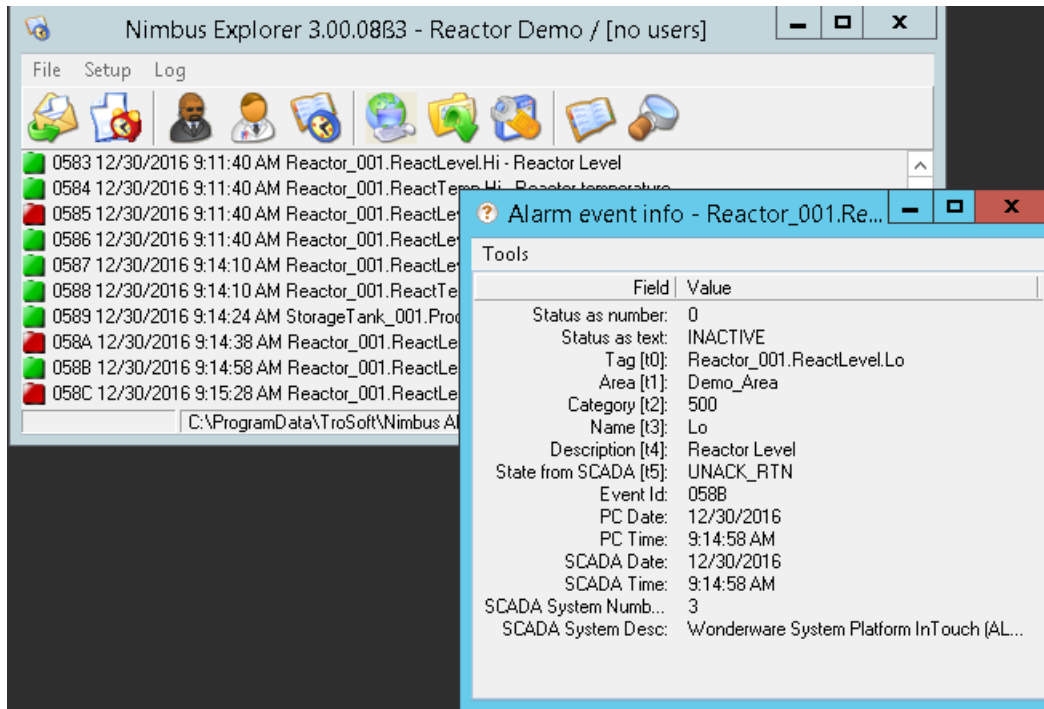 Nimbus Explorer 3.00.08ß3 - Reactor Demo / [no users]
File Setup Log
0583 12/30/2016 9:11:40 AM Reactor_001.ReactLevel.Hi - Reactor Level
0584 12/30/2016 9:11:40 AM Reactor_001.ReactTemp.Hi - Reactor temperature
0585 12/30/2016 9:11:40 AM Reactor_001.ReactLe
0586 12/30/2016 9:11:40 AM Reactor_001.ReactLe
0587 12/30/2016 9:14:10 AM Reactor_001.ReactLe
0588 12/30/2016 9:14:10 AM Reactor_001.ReactTe
0589 12/30/2016 9:14:24 AM StorageTank_001.Prod
058A 12/30/2016 9:14:38 AM Reactor_001.ReactLe
058B 12/30/2016 9:14:58 AM Reactor_001.ReactLe
058C 12/30/2016 9:15:28 AM Reactor_001.ReactLe
C:\ProgramData\TroSoft\Nimbus Al
Alarm event info - Reactor_001.Re...
Tools
Field Value
Status as number: 0
Status as text: INACTIVE
Tag [t0]: Reactor_001.ReactLevel.Lo
Area [t1]: Demo_Area
Category [t2]: 500
Name [t3]: Lo
Description [t4]: Reactor Level
State from SCADA [t5]: UNACK_RTN
Event Id: 058B
PC Date: 12/30/2016
PC Time: 9:14:58 AM
SCADA Date: 12/30/2016
SCADA Time: 9:14:58 AM
SCADA System Numb... 3
SCADA System Desc: Wonderware System Platform InTouch (AL...